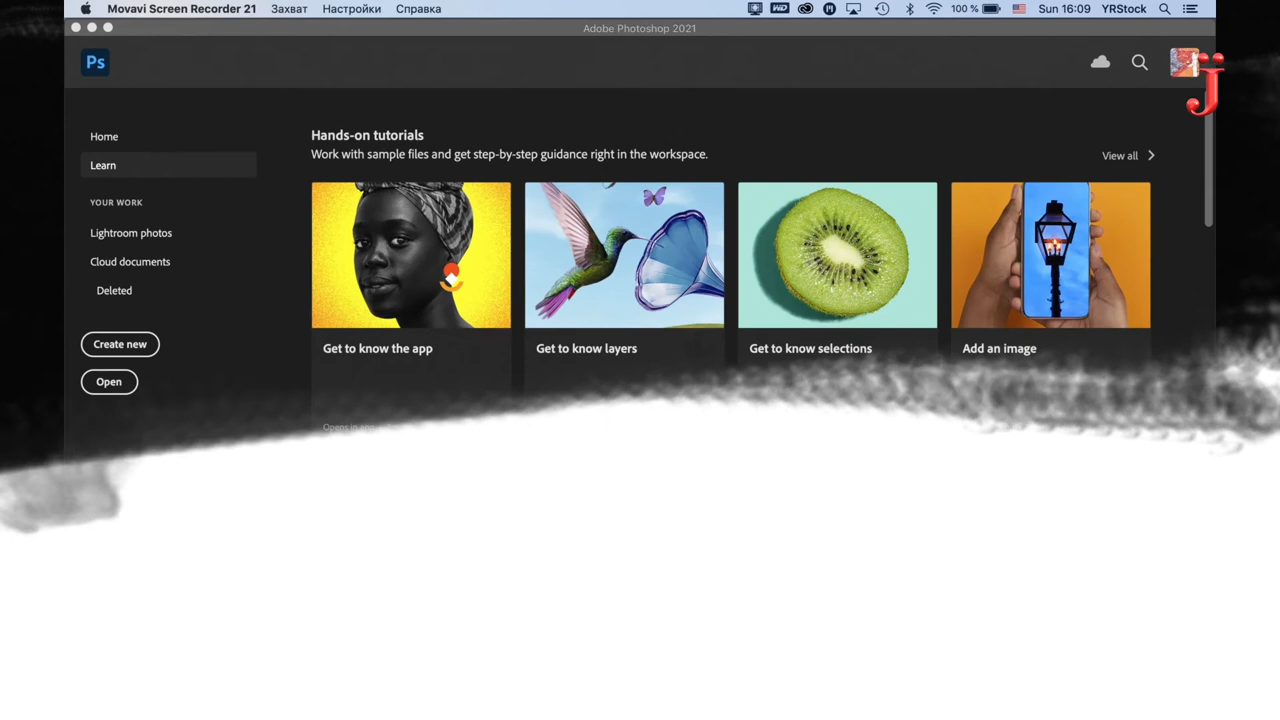 Movavi Screen Recorder 21 Захват Настройки Справка 100 % Sun 16:09 YRStock
Adobe Photoshop 2021
Ps
J
Home
Learn
YOUR WORK
Lightroom photos
Cloud documents
Deleted
Create new
Open
Hands-on tutorials
Work with sample files and get step-by-step guidance right in the workspace.
View all
Get to know the app
Get to know layers
Get to know selections
Add an image
Opens in app